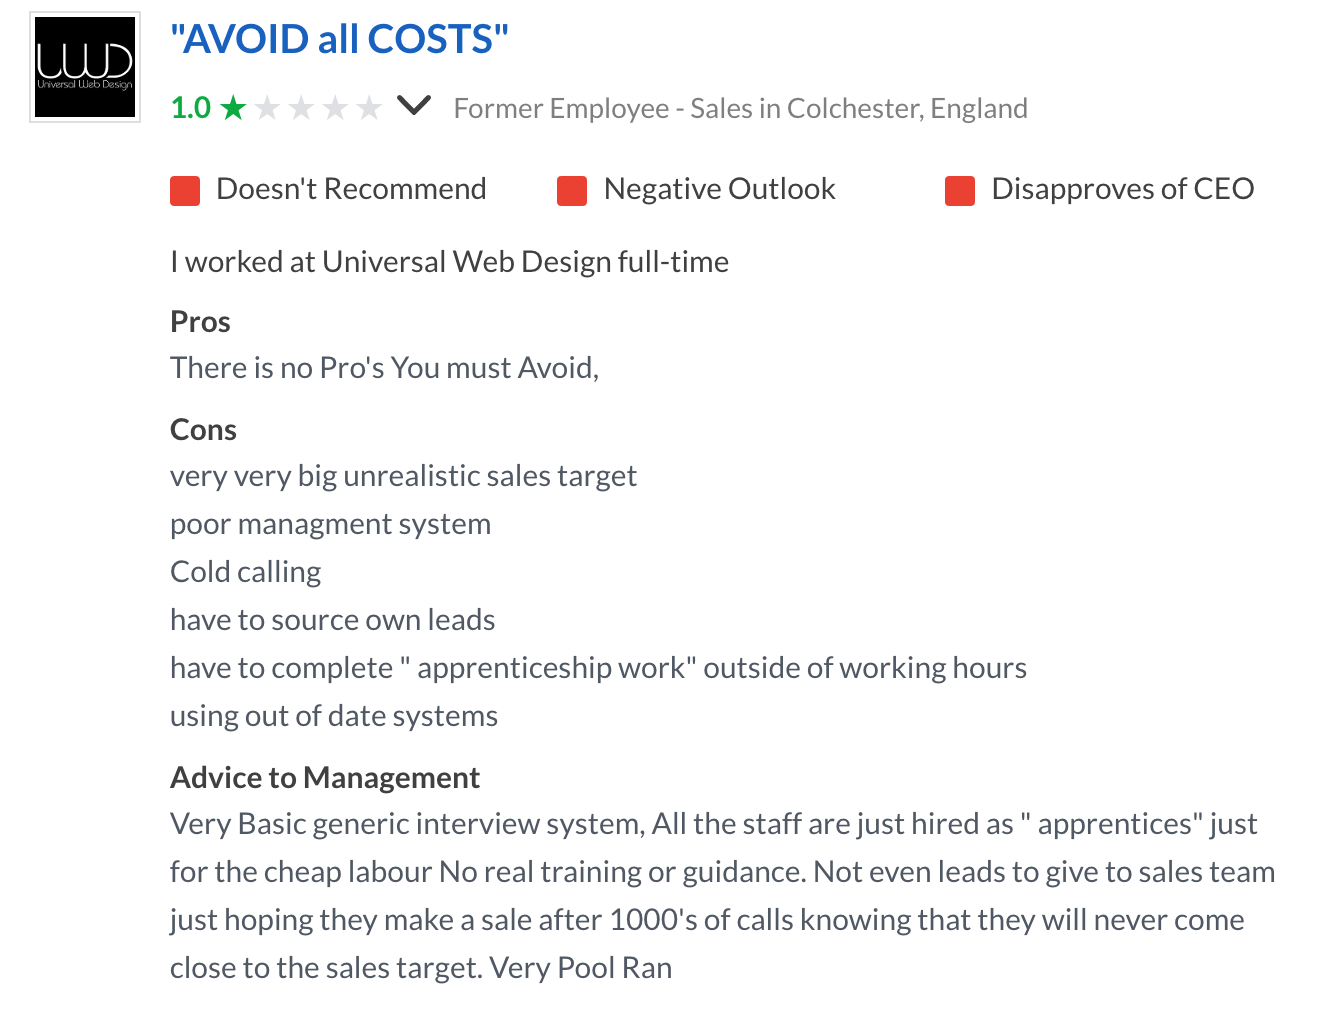 UWD
Universal Web Design
"AVOID all COSTS"
1.0 Former Employee - Sales in Colchester, England
Doesn't Recommend Negative Outlook Disapproves of CEO
I worked at Universal Web Design full-time
Pros
There is no Pro's You must Avoid,
Cons
very very big unrealistic sales target
poor managment system
Cold calling
have to source own leads
have to complete " apprenticeship work" outside of working hours
using out of date systems
Advice to Management
Very Basic generic interview system, All the staff are just hired as " apprentices" just
for the cheap labour No real training or guidance. Not even leads to give to sales team
just hoping they make a sale after 1000's of calls knowing that they will never come
close to the sales target. Very Pool Ran